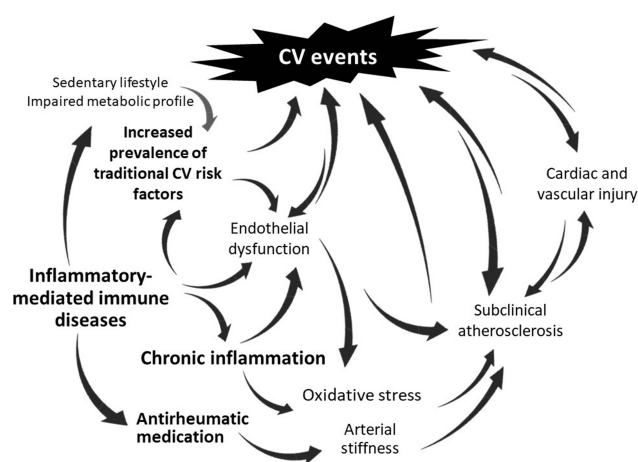 CV events
Sedentary lifestyle
Impaired metabolic profile
Increased
prevalence of
traditional CV risk
factors
Cardiac and
vascular injury
Endothelial
dysfunction
Inflammatory-
mediated immune
diseases
Subclinical
atherosclerosis
Chronic inflammation
Oxidative stress
Antirheumatic
medication
Arterial
stiffness